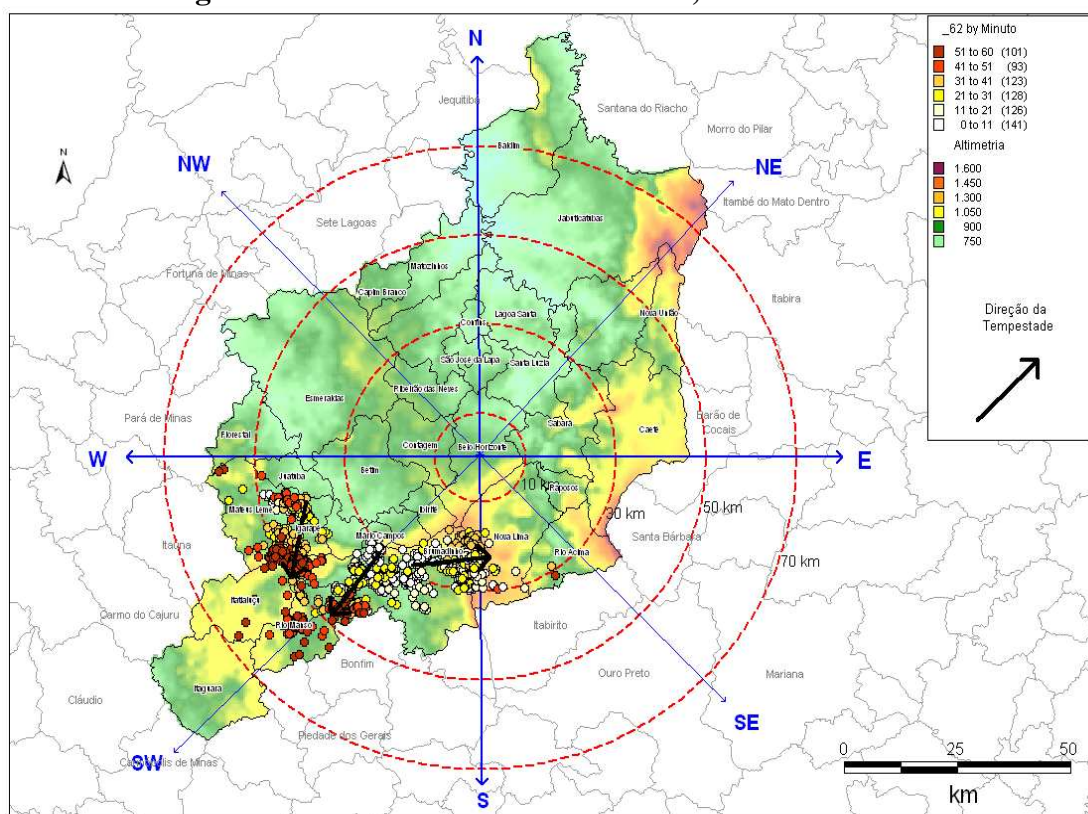 N
_62 by Minuto
51 to 60 (101)
41 to 51 (93)
31 to 41 (123)
21 to 31 (128)
11 to 21 (126)
0 to 11 (141)
Altimetria
1.600
1.450
1.300
1.050
900
750
Direção da
Tempestade
Jequitibá
Santana do Riacho
Morro do Pilar
Baldim
N
NW
NE
Itambé do Mato Dentro
Sete Lagoas
Jabuticatubas
Matozinhos
Fortuna de Minas
Capim Branco
Itabira
Lagoa Santa
Nova União
Confins
São José da Lapa
Santa Luzia
Ribeirão das Neves
Esmeraldas
Pará de Minas
Barão de
Cocais
Sabará
Caeté
Florestal
Contagem
Belo Horizonte
W
E
Juatuba
Betim
10 km
Raposos
Mateus Leme
Ibirité
30 km
50 km
Igarapé
Mário Campos
Nova Lima
Santa Bárbara
Itaúna
Brumadinho
Rio Acima
70 km
Itatiaiuçu
Carmo do Cajuru
Rio Manso
Itabirito
Bonfim
Ouro Preto
Mariana
Itaguara
Cláudio
SE
Piedade dos Gerais
SW
0 25 50
km
S